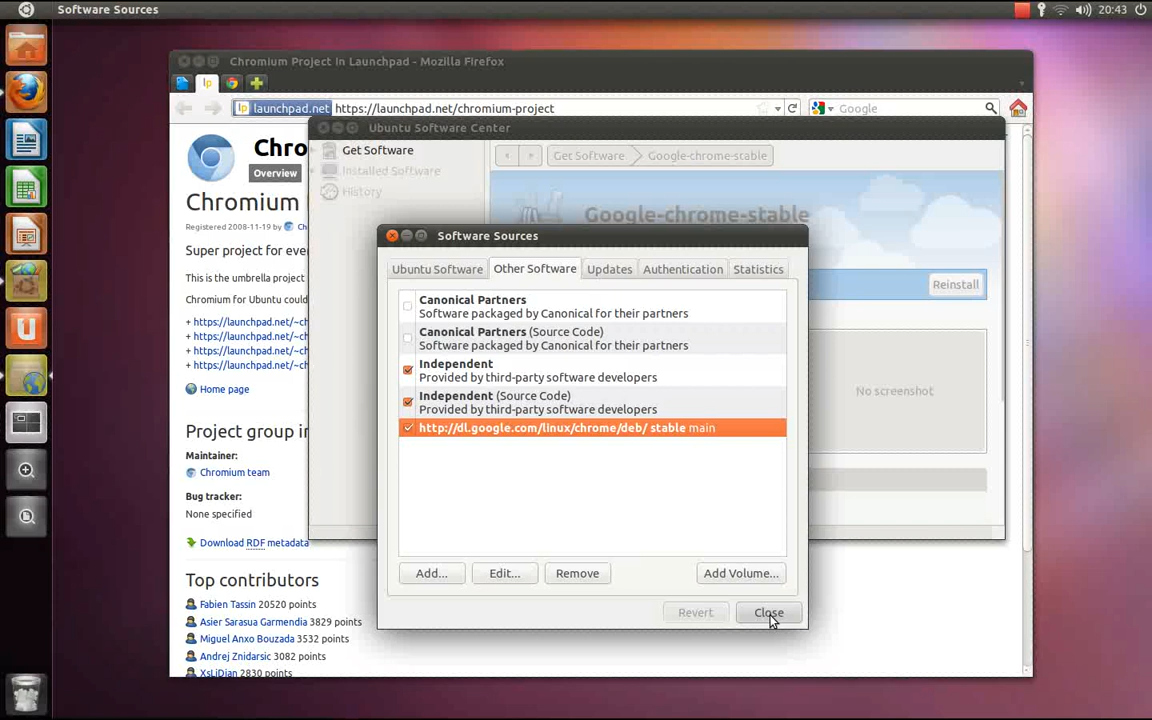 Software Sources
20:43
Chromium Project in Launchpad - Mozilla Firefox
lp
launchpad.net https://launchpad.net/chromium-project
Google
Ubuntu Software Center
Chro
Overview
Get Software
Get Software
Google-chrome-stable
Installed Software
History
Chromium
Google-chrome-stable
Registered 2008-11-19 by
Ch
Software Sources
Super project for ever
Ubuntu Software
Other Software
Updates
Authentication
Statistics
This is the umbrella project
Reinstall
Chromium for Ubuntu could
Canonical Partners
Software packaged by Canonical for their partners
+ https://launchpad.net/~ch
Canonical Partners (Source Code)
+ https://launchpad.net/~ch
Software packaged by Canonical for their partners
+ https://launchpad.net/~ch
+ https://launchpad.net/~ch
Independent
Provided by third-party software developers
Home page
No screenshot
Independent (Source Code)
Provided by third-party software developers
http://dl.google.com/linux/chrome/deb/ stable main
Project group in
Maintainer:
Chromium team
Bug tracker:
None specified
Download RDF metadata
Add...
Edit...
Remove
Add Volume...
Top contributors
Fabien Tassin 20520 points
Revert
Close
Asier Sarasua Garmendia 3829 points
Miguel Anxo Bouzada 3532 points
Andrej Znidarsic 3082 points
XsLiDian 2830 points